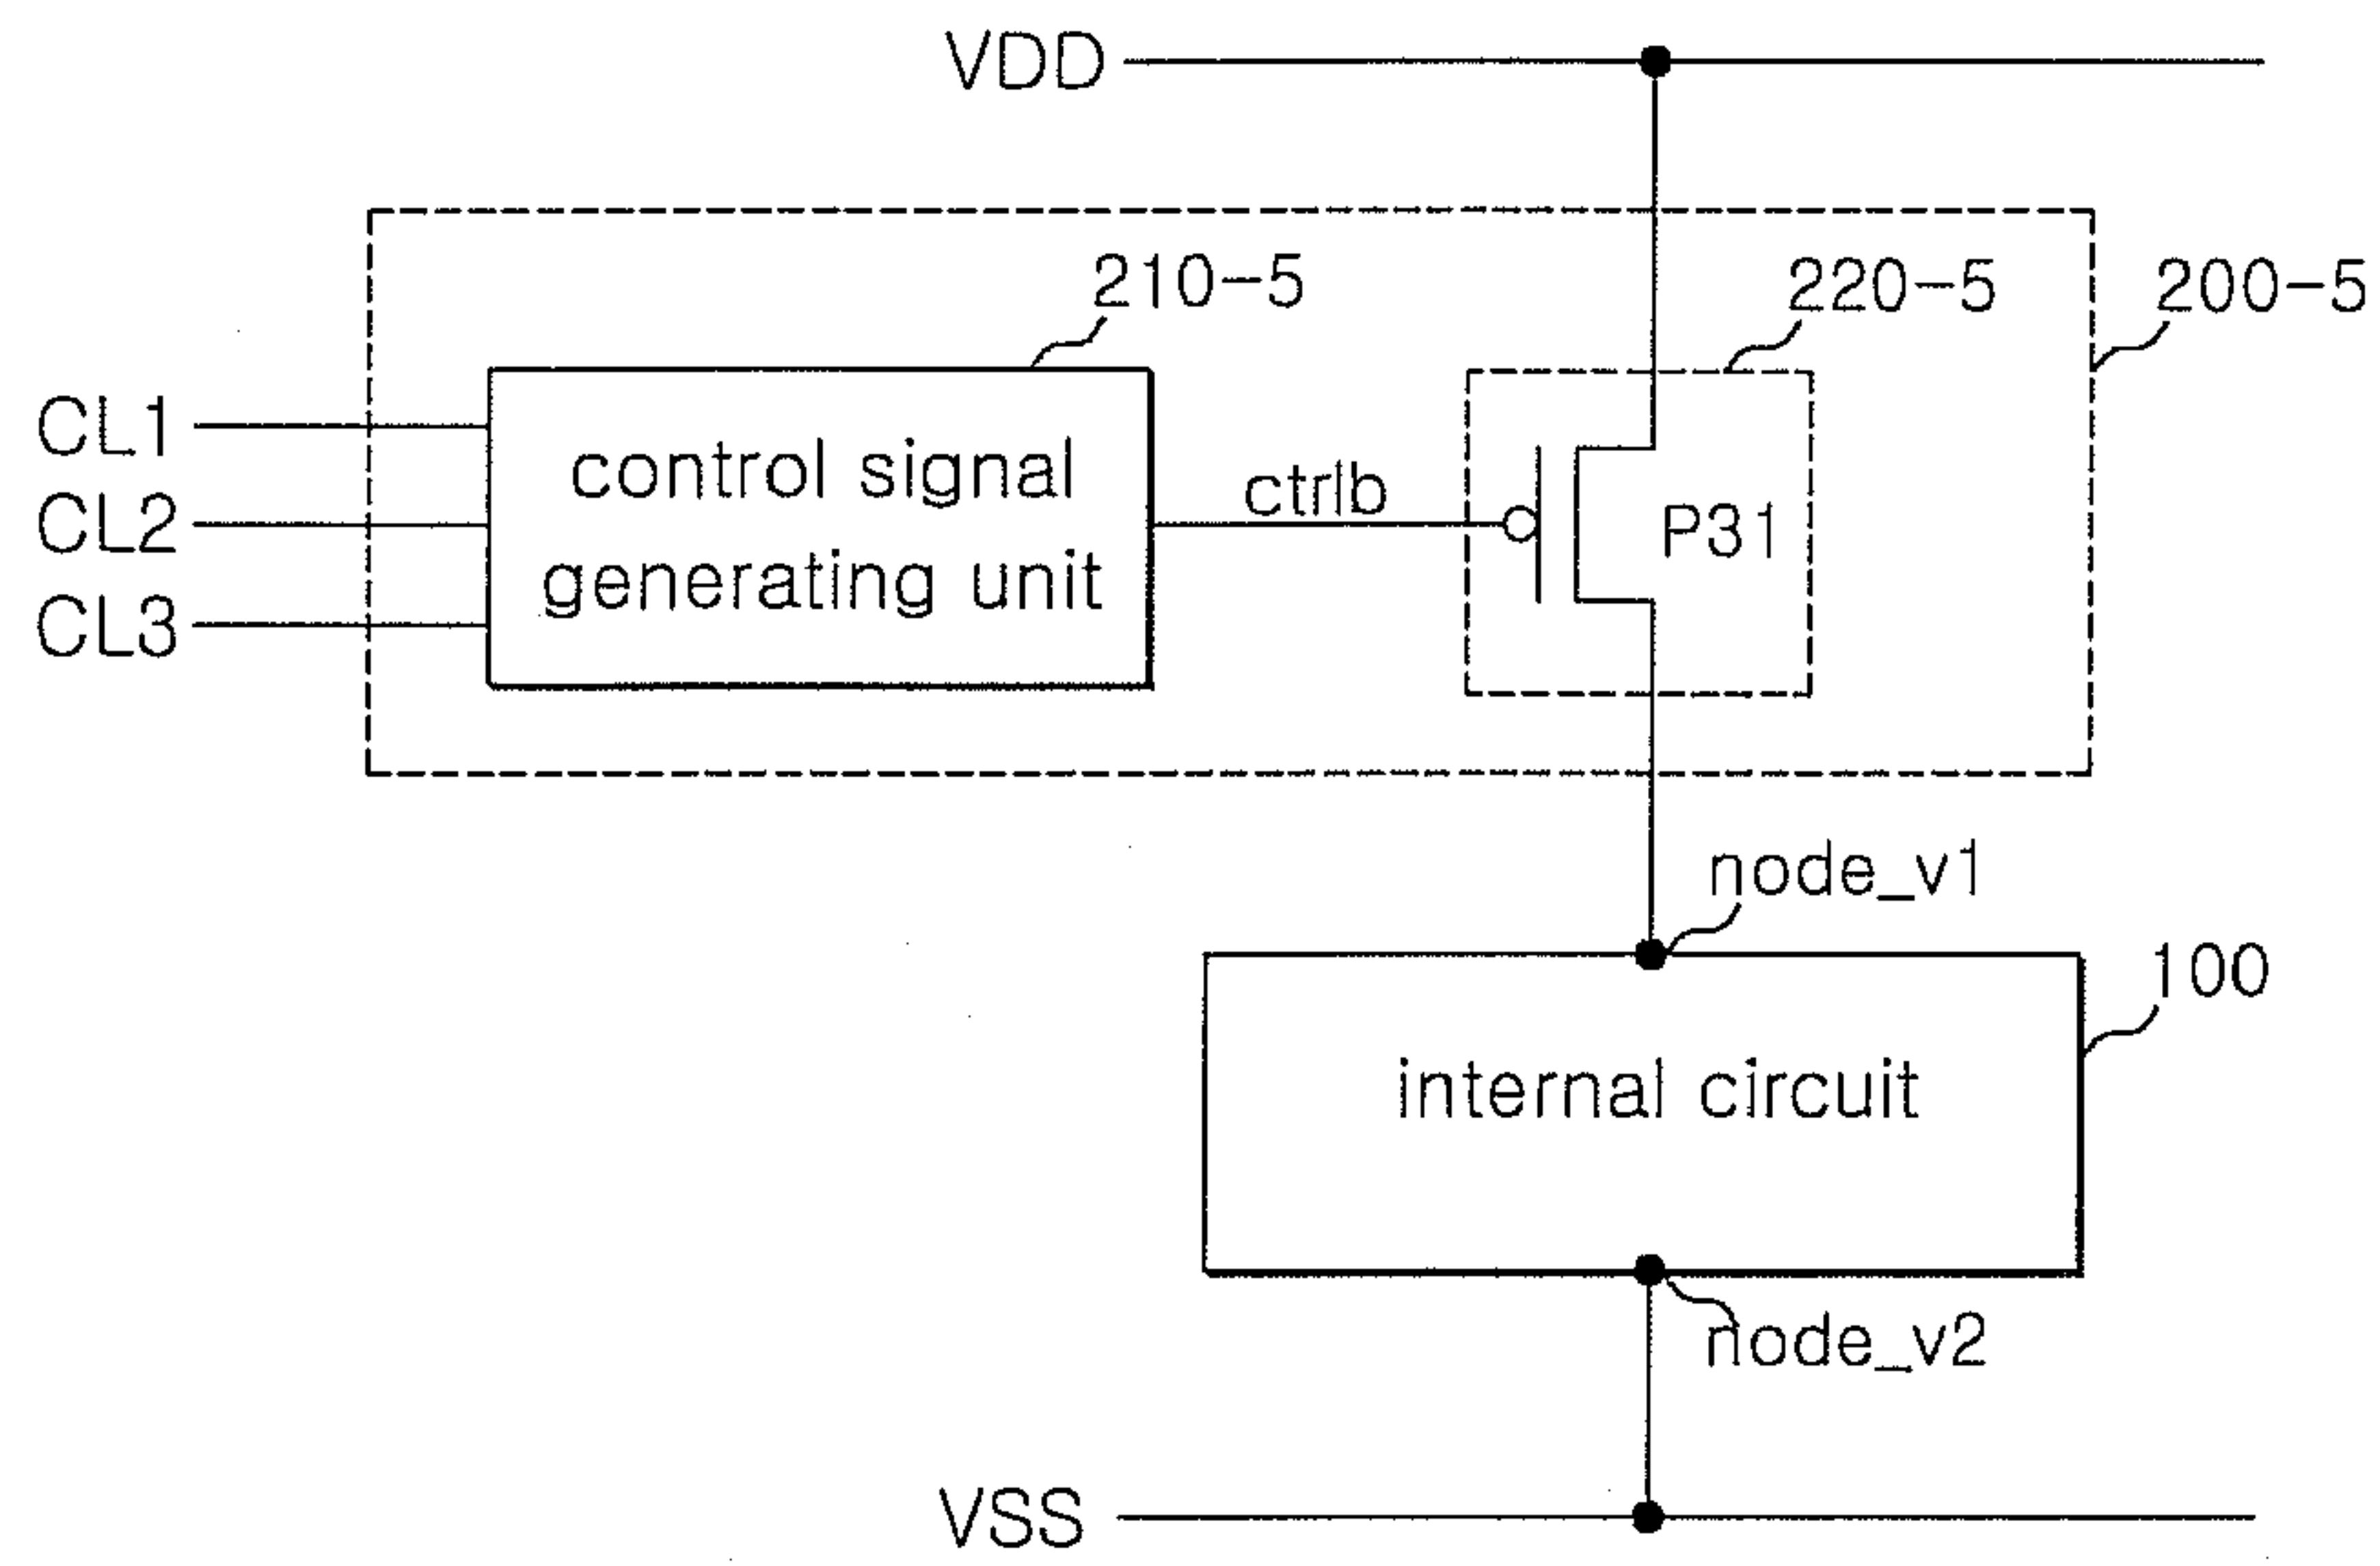 VDD
210-5
220-5
200-5
CL1
CL2
CL3
control signal
generating unit
ctrlb
P31
node_v1
100
internal circuit
node_v2
VSS